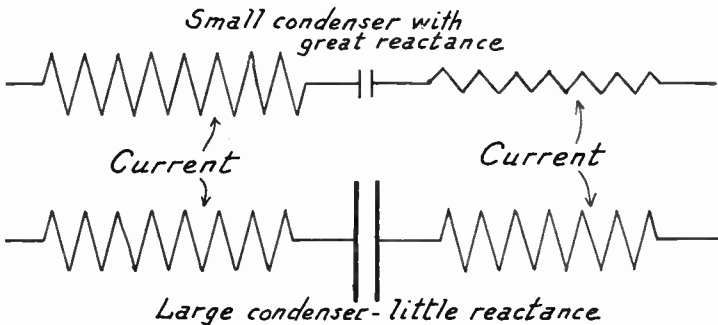 Small condenser with
great reactance
Current
Current
Large condenser - little reactance